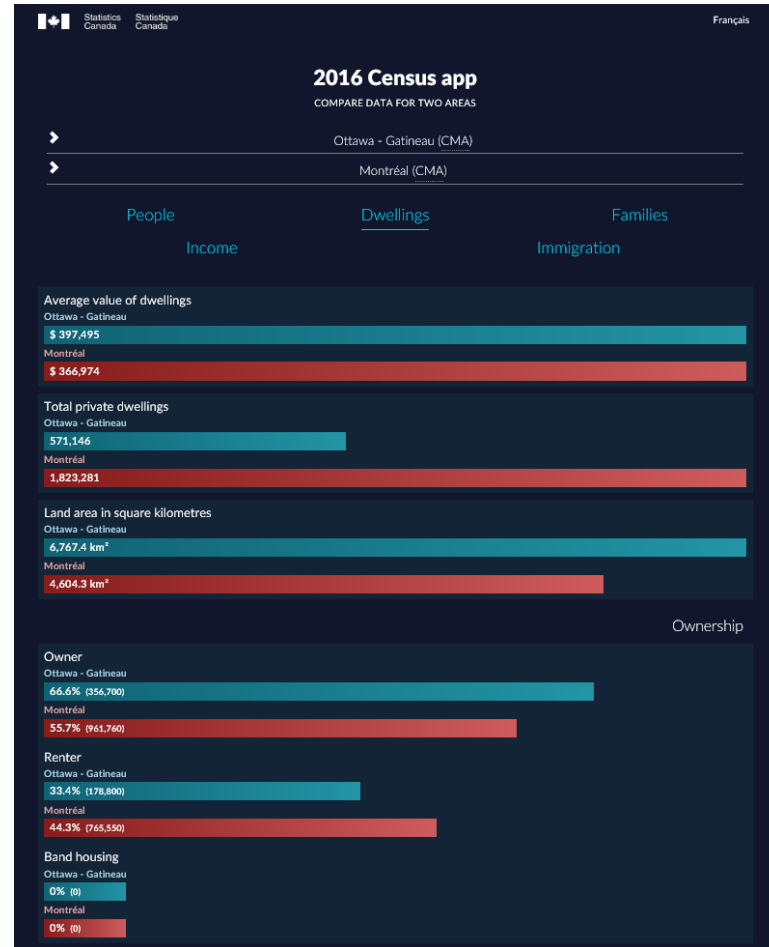 Statistics Statistique
Canada Canada
Français
2016 Census app
COMPARE DATA FOR TWO AREAS
Ottawa - Gatineau (CMA)
Montréal (CMA)
People Dwellings Families
Income Immigration
Average value of dwellings
Ottawa - Gatineau
$ 397,495
Montréal
$ 366,974
Total private dwellings
Ottawa - Gatineau
571,146
Montréal
1,823,281
Land area in square kilometres
Ottawa - Gatineau
6,767.4 km²
Montréal
4,604.3 km²
Ownership
Owner
Ottawa - Gatineau
66.6% (356,700)
Montréal
55.7% (961,760)
Renter
Ottawa - Gatineau
33.4% (178,800)
Montréal
44.3% (765,550)
Band housing
Ottawa - Gatineau
0% (0)
Montréal
0% (0)